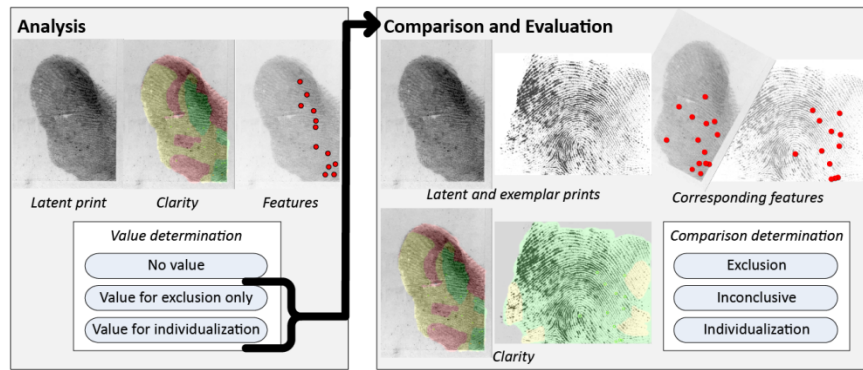 Analysis
Latent print
Clarity
Features
Value determination
No value
Value for exclusion only
Value for individualization
Comparison and Evaluation
Latent and exemplar prints
Corresponding features
Clarity
Comparison determination
Exclusion
Inconclusive
Individualization